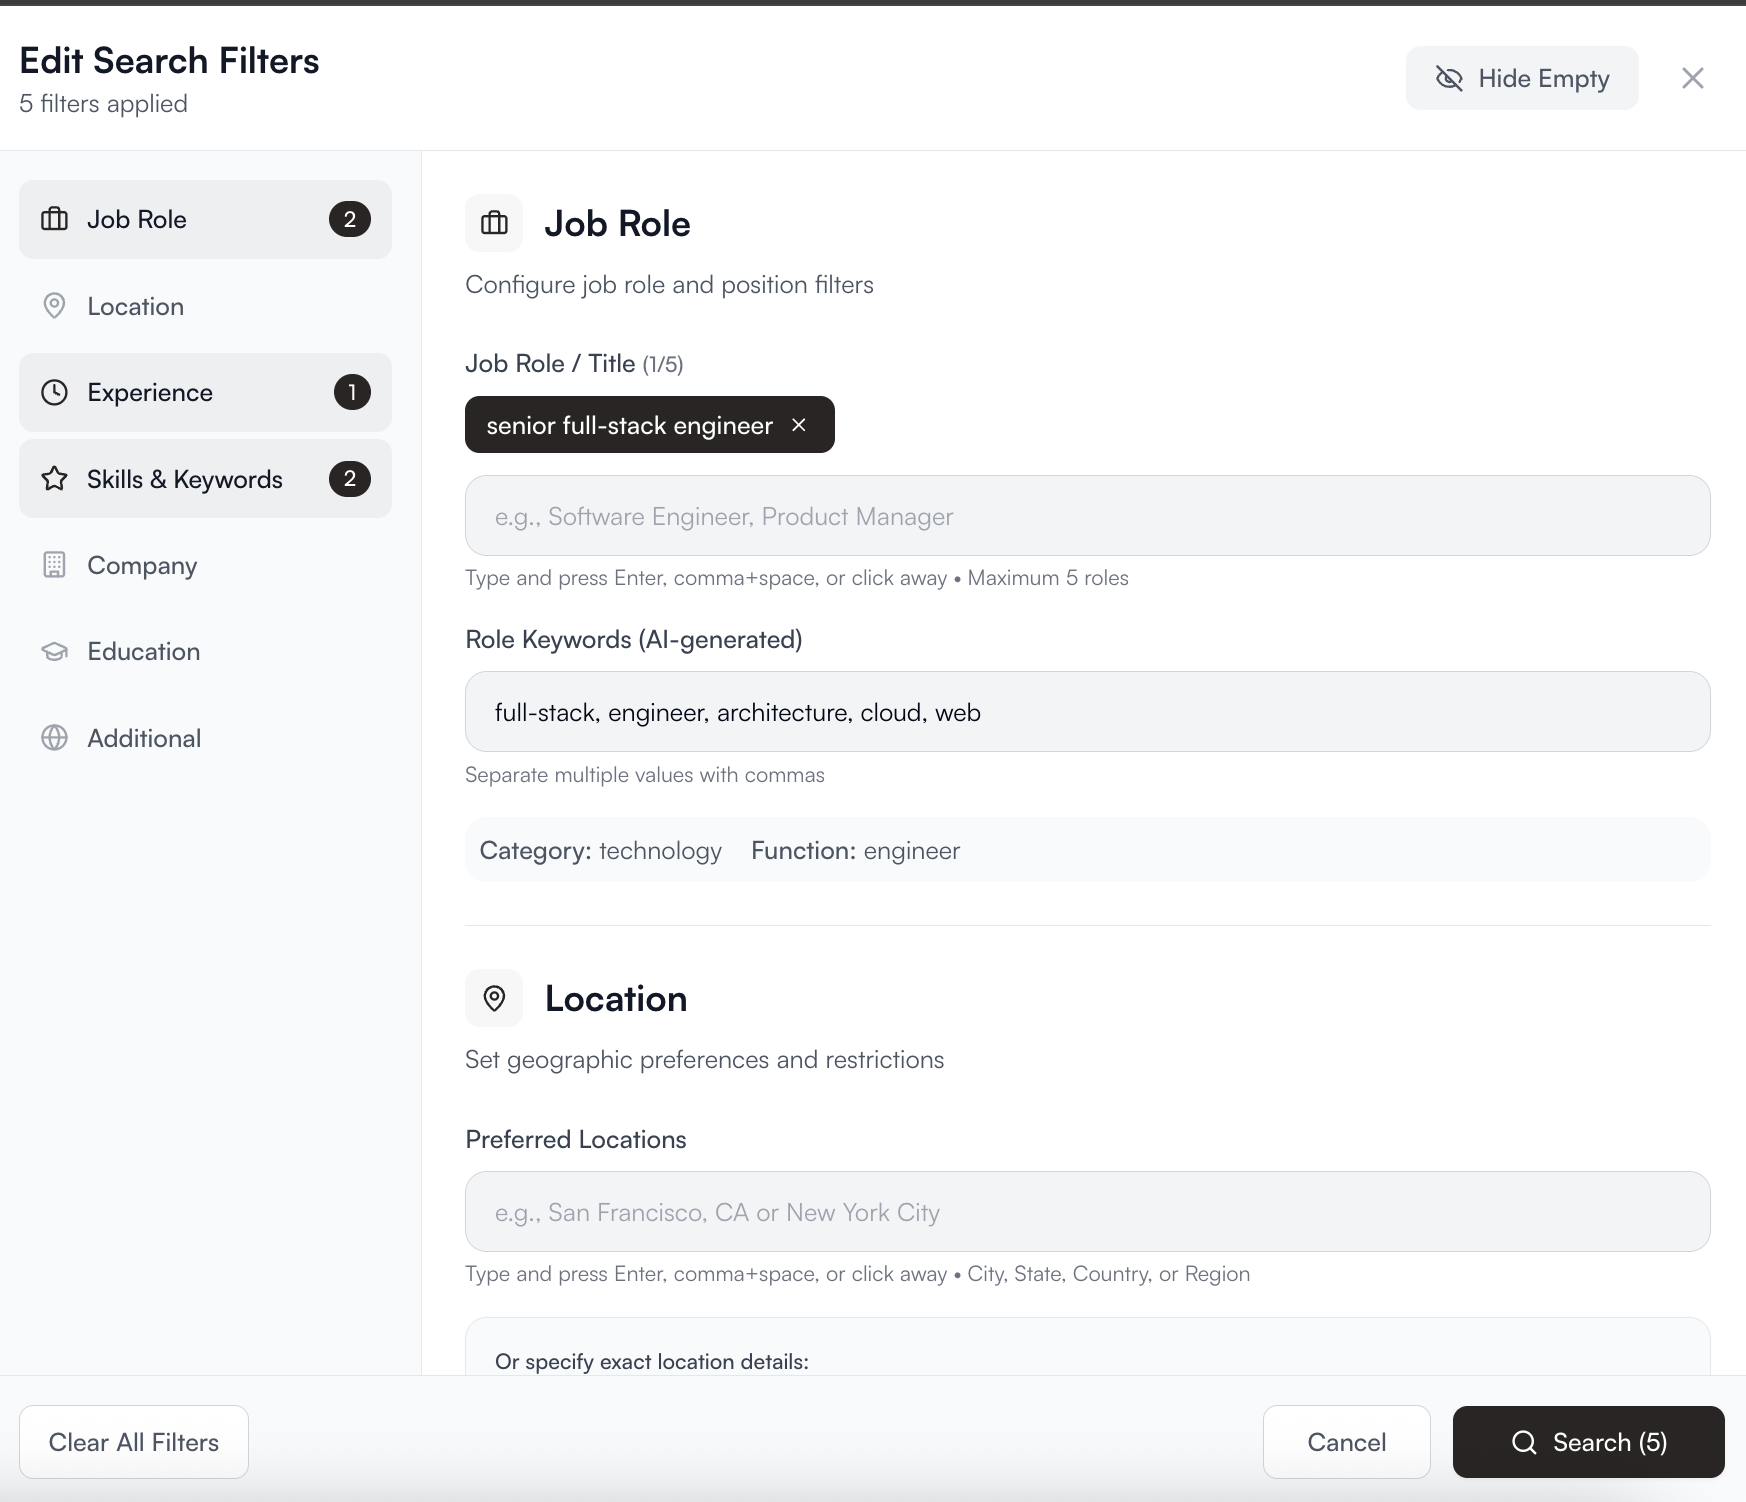 Edit Search Filters
5 filters applied
Hide Empty
Job Role 2
Location
Experience 1
Skills & Keywords 2
Company
Education
Additional
Job Role
Configure job role and position filters
Job Role / Title (1/5)
senior full-stack engineer ×
e.g., Software Engineer, Product Manager
Type and press Enter, comma+space, or click away • Maximum 5 roles
Role Keywords (AI-generated)
full-stack, engineer, architecture, cloud, web
Separate multiple values with commas
Category: technology Function: engineer
Location
Set geographic preferences and restrictions
Preferred Locations
e.g., San Francisco, CA or New York City
Type and press Enter, comma+space, or click away • City, State, Country, or Region
Or specify exact location details:
Clear All Filters
Cancel
Search (5)